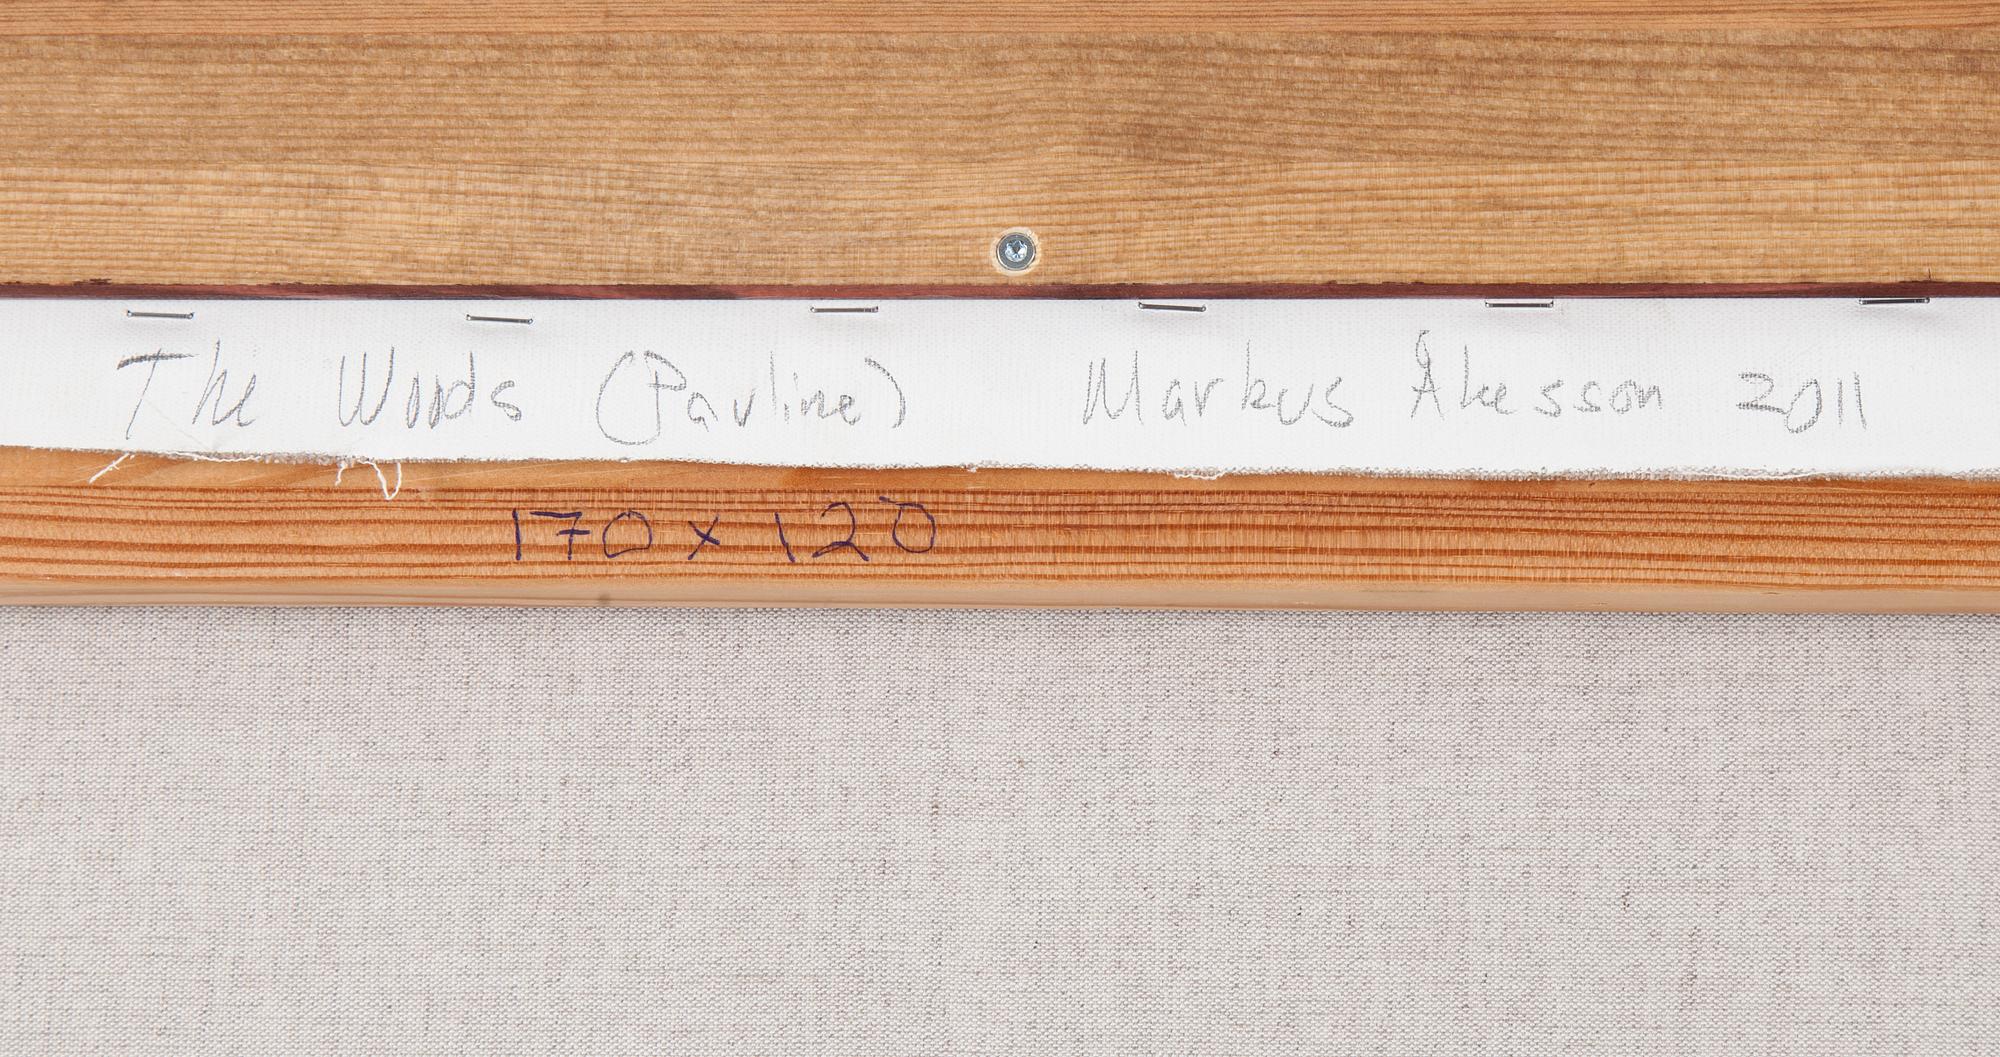 The Woods (Pauline) Markus Åkesson 2011
170 x 120